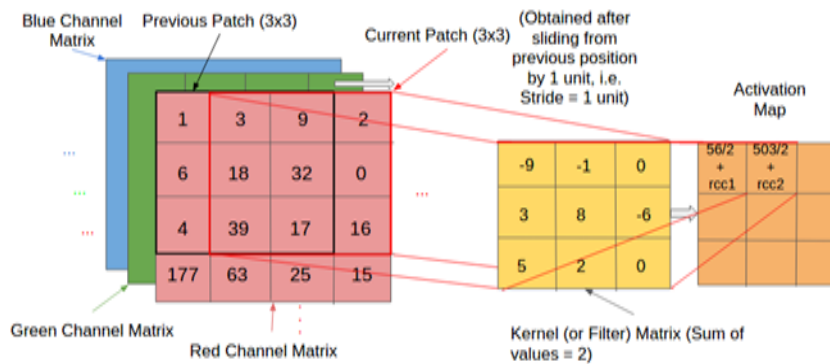 Blue Channel
Matrix
Previous Patch (3x3)
Current Patch (3x3)
(Obtained after
sliding from
previous position
by 1 unit, i.e.
Stride = 1 unit)
Activation
Map
1 3 9 2
6 18 32 0
4 39 17 16
177 63 25 15
...
...
...
...
-9 -1 0
3 8 -6
5 2 0
56/2 503/2
+ +
rcc1 rcc2
Green Channel Matrix
Red Channel Matrix
Kernel (or Filter) Matrix (Sum of
values = 2)